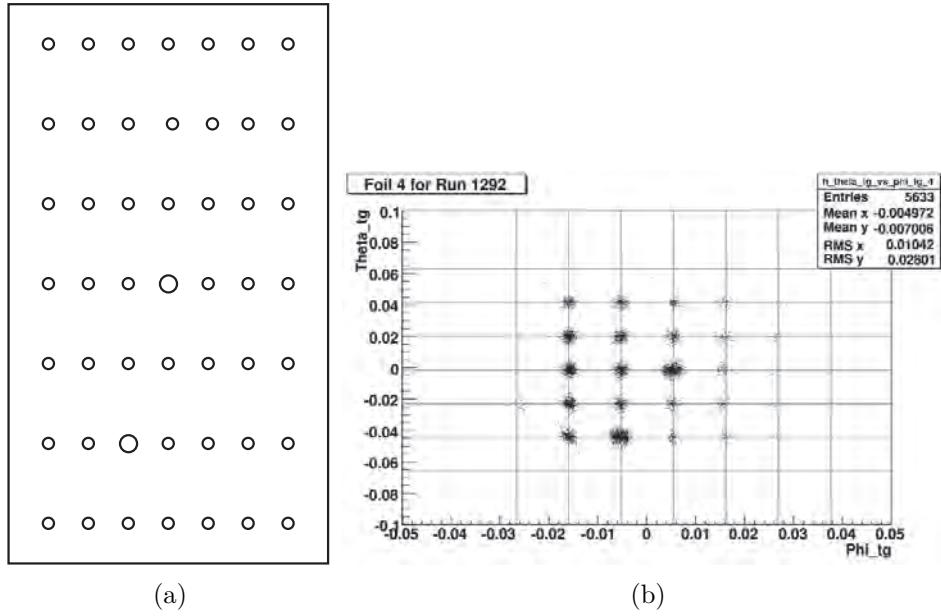 Foil 4 for Run 1292
h_theta_tg_vs_phi_tg_4
Entries 5633
Mean x -0.004972
Mean y -0.007006
RMS x 0.01042
RMS y 0.02801
Theta_tg
0.1
0.08
0.06
0.04
0.02
0
-0.02
-0.04
-0.06
-0.08
-0.1
-0.05 -0.04 -0.03 -0.02 -0.01 0 0.01 0.02 0.03 0.04 0.05
Phi_tg
(a) (b)